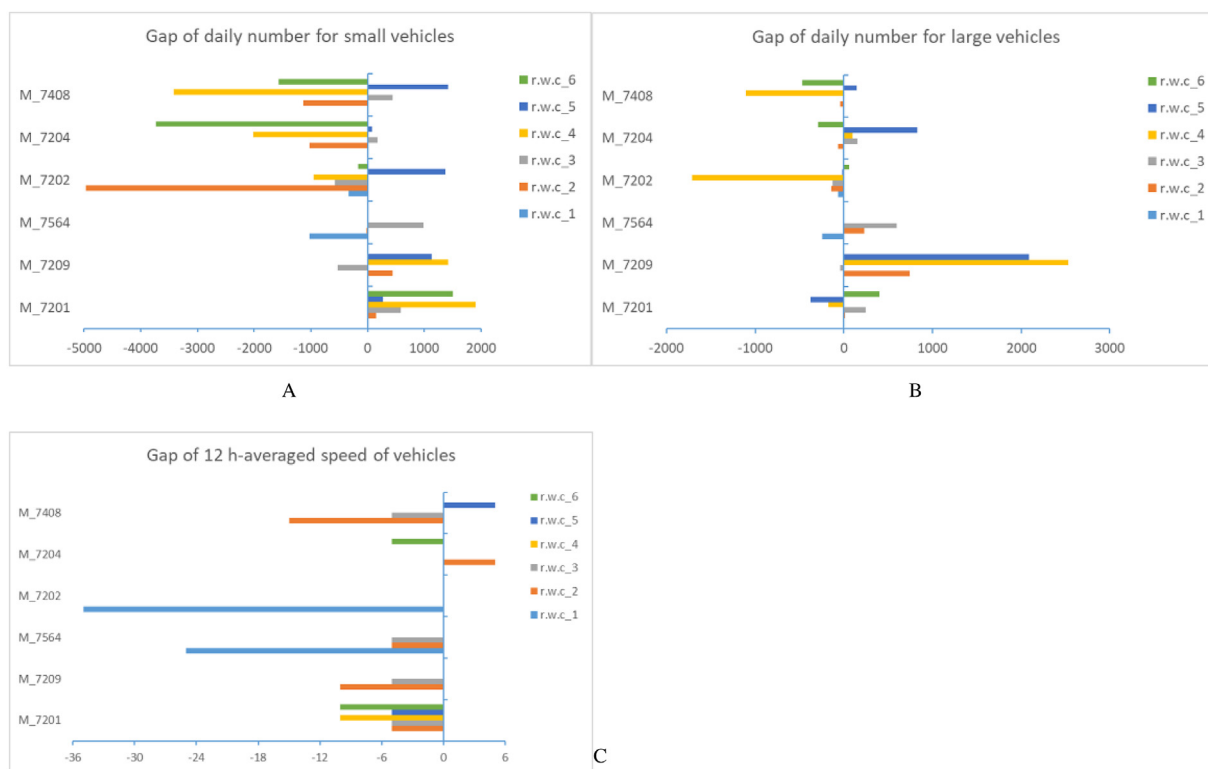 Gap of daily number for small vehicles
M_7408
M_7204
M_7202
M_7564
M_7209
M_7201
r.w.c_6
r.w.c_5
r.w.c_4
r.w.c_3
r.w.c_2
r.w.c_1
-5000 -4000 -3000 -2000 -1000 0 1000 2000
A
Gap of daily number for large vehicles
M_7408
M_7204
M_7202
M_7564
M_7209
M_7201
r.w.c_6
r.w.c_5
r.w.c_4
r.w.c_3
r.w.c_2
r.w.c_1
-2000 -1000 0 1000 2000 3000
B
Gap of 12 h-averaged speed of vehicles
M_7408
M_7204
M_7202
M_7564
M_7209
M_7201
r.w.c_6
r.w.c_5
r.w.c_4
r.w.c_3
r.w.c_2
r.w.c_1
-36 -30 -24 -18 -12 -6 0 6
C